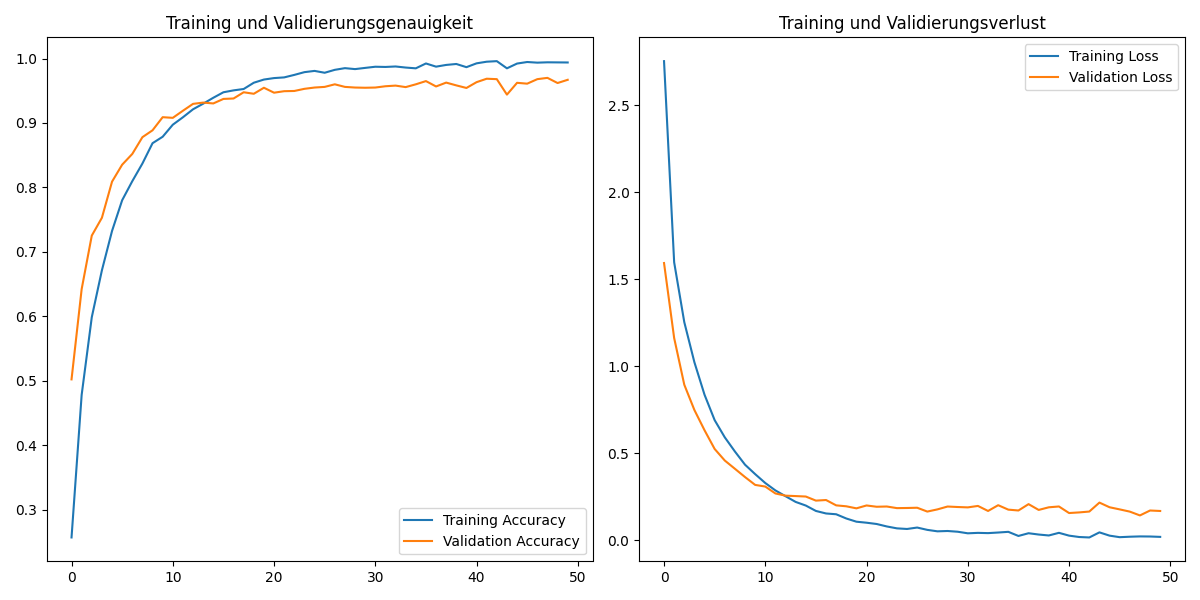 Training und Validierungsgenauigkeit
1.0
0.9
0.8
0.7
0.6
0.5
0.4
0.3
Training Accuracy
Validation Accuracy
0 10 20 30 40 50
Training und Validierungsverlust
Training Loss
Validation Loss
2.5
2.0
1.5
1.0
0.5
0.0
0 10 20 30 40 50